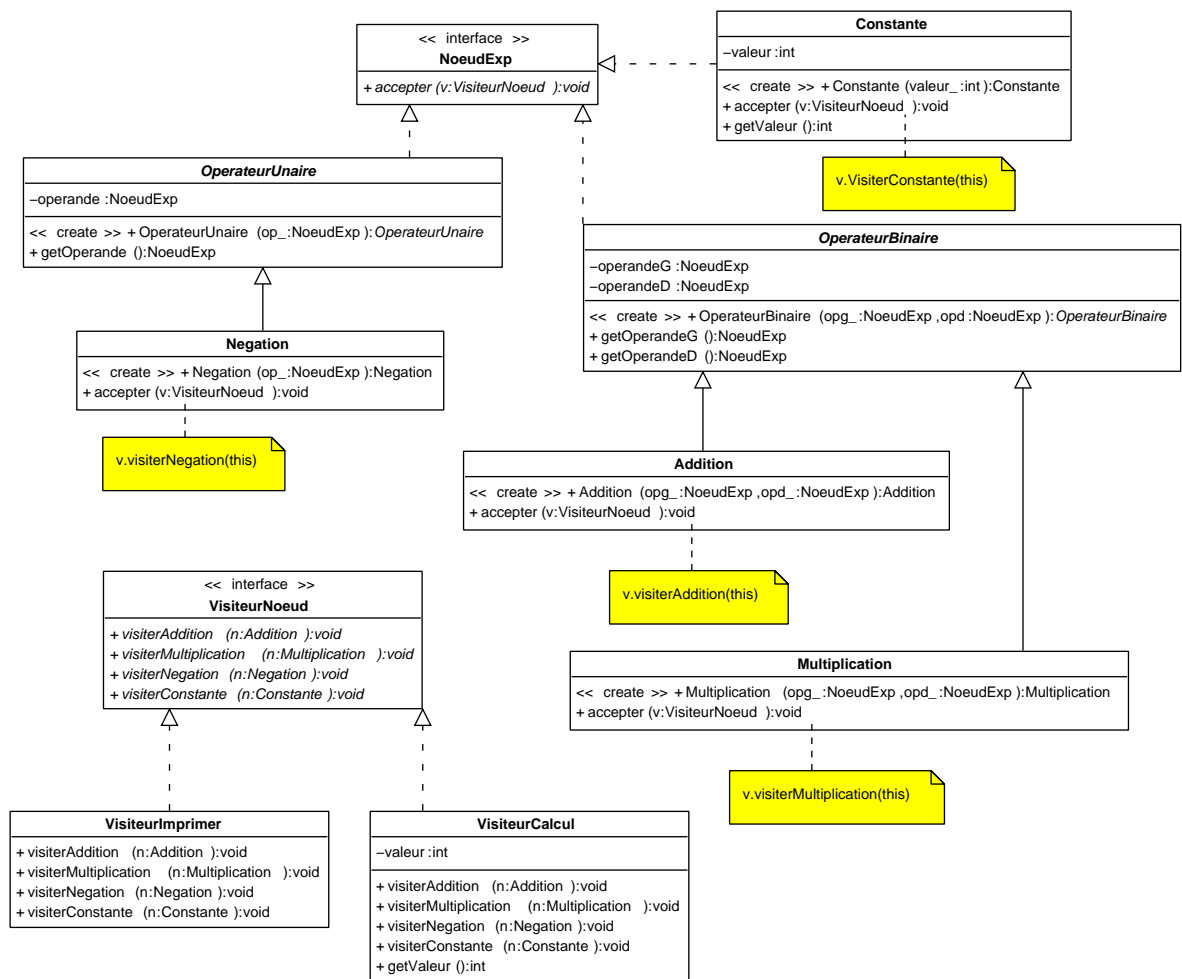 << interface >>
NoeudExp
+ accepter (v:VisiteurNoeud ):void
Constante
−valeur :int
<< create >> + Constante (valeur_ :int ):Constante
+ accepter (v:VisiteurNoeud ):void
+ getValeur ():int
v.VisiterConstante(this)
OperateurUnaire
−operande :NoeudExp
<< create >> + OperateurUnaire (op_ :NoeudExp ): OperateurUnaire
+ getOperande ():NoeudExp
OperateurBinaire
−operandeG :NoeudExp
−operandeD :NoeudExp
<< create >> + OperateurBinaire (opg_ :NoeudExp ,opd :NoeudExp ): OperateurBinaire
+ getOperandeG ():NoeudExp
+ getOperandeD ():NoeudExp
Negation
<< create >> + Negation (op_ :NoeudExp ):Negation
+ accepter (v:VisiteurNoeud ):void
v.visiterNegation(this)
Addition
<< create >> + Addition (opg_ :NoeudExp ,opd_ :NoeudExp ):Addition
+ accepter (v:VisiteurNoeud ):void
v.visiterAddition(this)
<< interface >>
VisiteurNoeud
+ visiterAddition (n:Addition ):void
+ visiterMultiplication (n:Multiplication ):void
+ visiterNegation (n:Negation ):void
+ visiterConstante (n:Constante ):void
Multiplication
<< create >> + Multiplication (opg_ :NoeudExp ,opd_ :NoeudExp ):Multiplication
+ accepter (v:VisiteurNoeud ):void
v.visiterMultiplication(this)
VisiteurImprimer
+ visiterAddition (n:Addition ):void
+ visiterMultiplication (n:Multiplication ):void
+ visiterNegation (n:Negation ):void
+ visiterConstante (n:Constante ):void
VisiteurCalcul
−valeur :int
+ visiterAddition (n:Addition ):void
+ visiterMultiplication (n:Multiplication ):void
+ visiterNegation (n:Negation ):void
+ visiterConstante (n:Constante ):void
+ getValeur ():int